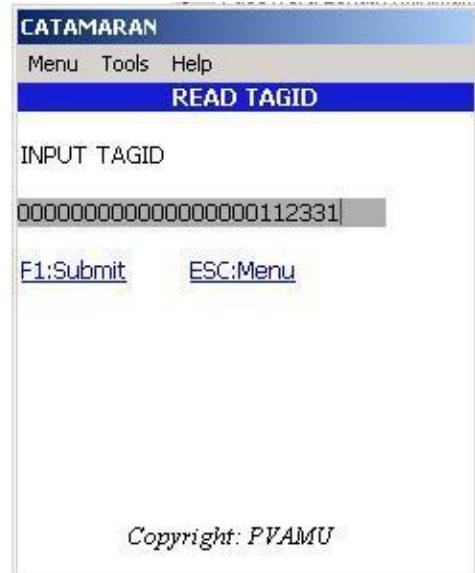 CATAMARAN
Menu Tools Help
READ TAGID
INPUT TAGID
000000000000000000112331
F1:Submit ESC:Menu
Copyright: PVAMU